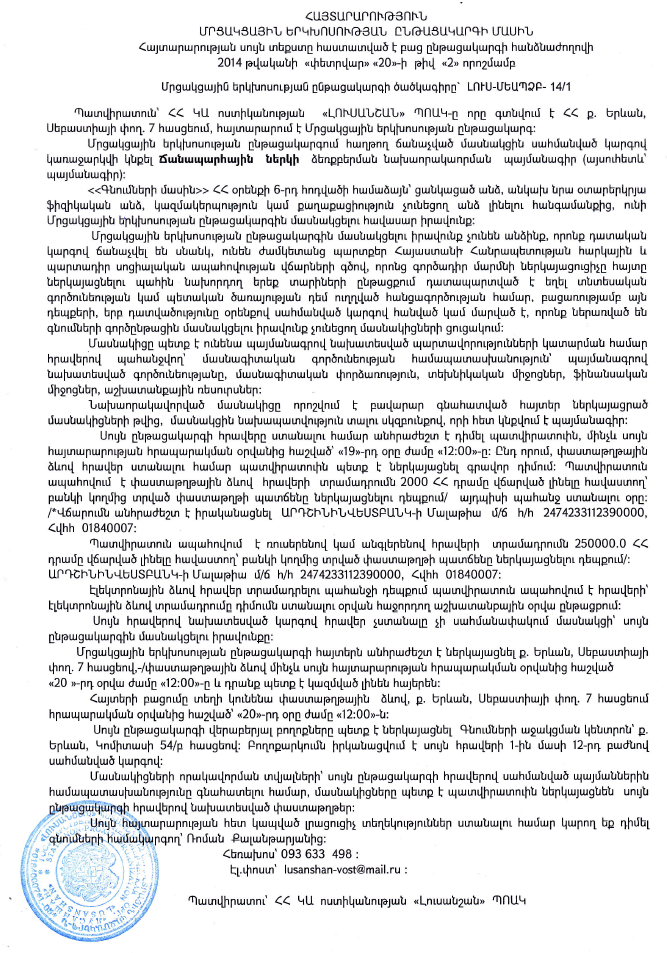 ՀԱՅՏԱՐԱՐՈՒԹՅՈՒՆ
ՄՐՑԱԿՑԱՅԻՆ ԵՐԿԽՈՍՈՒԹՅԱՆ ԸՆԹԱՑԱԿԱՐԳԻ ՄԱՍԻՆ
Հայտարարության սույն տեքստը հաստատված է բաց ընթացակարգի հանձնաժողովի
2014 թվականի «փետրվար» «20»-ի թիվ «2» որոշմամբ
Մրցակցային երկխոսության ընթացակարգի ծածկագիրը՝ ԼՈՒՍ-ՄԵԱՊՁԲ- 14/1
Պատվիրատուն՝ ՀՀ ԿԱ ոստիկանության «ԼՈՒՍԱՆՇԱՆ» ՊՈԱԿ-ը որը գտնվում է ՀՀ ք. Երևան,
Սեբաստիայի փող. 7 հասցեում, հայտարարում է Մրցակցային երկխոսության ընթացակարգ:
Մրցակցային երկխոսության ընթացակարգում հաղթող ճանաչված մասնակցին սահմանված կարգով
կառաջարկվի կնքել Ճանապարհային ներկի ձեռքբերման նախաորակաորման պայմանագիր (այսուհետև՝
պայմանագիր):
<<Գնումների մասին>> ՀՀ օրենքի 6-րդ հոդվածի համաձայն՝ ցանկացած անձ, անկախ նրա օտարերկրյա
ֆիզիկական անձ, կազմակերպություն կամ քաղաքացիություն չունեցող անձ լինելու հանգամանքից, ունի
Մրցակցային երկխոսության ընթացակարգին մասնակցելու հավասար իրավունք:
Մրցակցային երկխոսության ընթացակարգին մասնակցելու իրավունք չունեն անձինք, որոնք դատական
կարգով ճանաչվել են սնանկ, ունեն ժամկետանց պարտքեր Հայաստանի Հանրապետության հարկային և
պարտադիր սոցիալական ապահովության վճարների գծով, որոնց գործադիր մարմնի ներկայացուցիչը հայտը
ներկայացնելու պահին նախորդող երեք տարիների ընթացքում դատապարտված է եղել տնտեսական
գործունեության կամ պետական ծառայության դեմ ուղղված հանցագործության համար, բացառությամբ այն
դեպքերի, երբ դատվածությունը օրենքով սահմանված կարգով հանված կամ մարված է, որոնք ներառված են
գնումների գործընթացին մասնակցելու իրավունք չունեցող մասնակիցների ցուցակում:
Մասնակիցը պետք է ունենա պայմանագրով նախատեսված պարտավորությունների կատարման համար
հրավերով պահանջվող՝ մասնագիտական գործունեության համապատասխանություն՝ պայմանագրով
նախատեսված գործունեությանը, մասնագիտական փորձառություն, տեխնիկական միջոցներ, ֆինանսական
միջոցներ, աշխատանքային ռեսուրսներ:
Նախաորակավորված մասնակիցը որոշվում է բավարար գնահատված հայտեր ներկայացրած
մասնակիցների թվից, մասնակցին նախապատվություն տալու սկզբունքով, որի հետ կնքվում է պայմանագիր:
Սույն ընթացակարգի հրավերը ստանալու համար անհրաժեշտ է դիմել պատվիրատուին, մինչև սույն
հայտարարության հրապարակման օրվանից հաշված՝ «19»-րդ օրը ժամը «12:00»-ը: Ընդ որում, փաստաթղթային
ձևով հրավեր ստանալու համար պատվիրատուին պետք է ներկայացնել գրավոր դիմում: Պատվիրատուն
ապահովում է փաստաթղթային ձևով հրավերի տրամադրումն 2000 ՀՀ դրամը վճարված լինելը հավաստող՝
բանկի կողմից տրված փաստաթղթի պատճենը ներկայացնելու դեպքում/ այդպիսի պահանջ ստանալու օրը:
/*Վճարումն անհրաժեշտ է իրականացնել ԱՐԴՇԻՆԻՆՎԵՍՏԲԱՆԿ-ի Մալաթիա մ/ճ հ/հ 2474233112390000,
Հվհհ 01840007:
Պատվիրատուն ապահովում է ռուսերենով կամ անգլերենով հրավերի տրամադրումն 250000.0 ՀՀ
դրամը վճարված լինելը հավաստող՝ բանկի կողմից տրված փաստաթղթի պատճենը ներկայացնելու դեպքում/:
ԱՐԴՇԻՆԻՆՎԵՍՏԲԱՆԿ-ի Մալաթիա մ/ճ հ/հ 2474233112390000, Հվհհ 01840007:
Էլեկտրոնային ձևով հրավեր տրամադրելու պահանջի դեպքում պատվիրատուն ապահովում է հրավերի՝
էլեկտրոնային ձևով տրամադրումը դիմումն ստանալու օրվան հաջորդող աշխատանքային օրվա ընթացքում:
Սույն հրավերով նախատեսված կարգով հրավեր չստանալը չի սահմանափակում մասնակցի՝ սույն
ընթացակարգին մասնակցելու իրավունքը:
Մրցակցային երկխոսության ընթացակարգի հայտերն անհրաժեշտ է ներկայացնել ք. Երևան, Սեբաստիայի
փող. 7 հասցեում,-/փաստաթղթային ձևով մինչև սույն հայտարարության հրապարակման օրվանից հաշված
«20 »-րդ օրվա ժամը «12:00»-ը և դրանք պետք է կազմված լինեն հայերեն:
Հայտերի բացումը տեղի կունենա փաստաթղթային ձևով, ք. Երևան, Սեբաստիայի փող. 7 հասցեում
հրապարակման օրվանից հաշված՝ «20»-րդ օրը ժամը «12:00»-ն:
Սույն ընթացակարգի վերաբերյալ բողոքները պետք է ներկայացնել Գնումների աջակցման կենտրոն՝ ք.
Երևան, Կոմիտասի 54/բ հասցեով: Բողոքարկումն իրկանացվում է սույն հրավերի 1-ին մասի 12-րդ բաժնով
սահմանված կարգով:
Մասնակիցների որակավորման տվյալների՝ սույն ընթացակարգի հրավերով սահմանված պայմաններին
համապատասխանությունը գնահատելու համար, մասնակիցները պետք է պատվիրատուին ներկայացնեն սույն
ընթացակարգի հրավերով նախատեսված փաստաթղթեր:
Սույն հայտարարության հետ կապված լրացուցիչ տեղեկություններ ստանալու համար կարող եք դիմել
գնումների համակարգող՝ Ռոման Քալանթարյանից:
Հեռախոս՝ 093 633 498 :
Էլ.փոստ՝ lusanshan-vost@mail.ru :
Պատվիրատու՝ ՀՀ ԿԱ ոստիկանության «Լուսանշան» ՊՈԱԿ